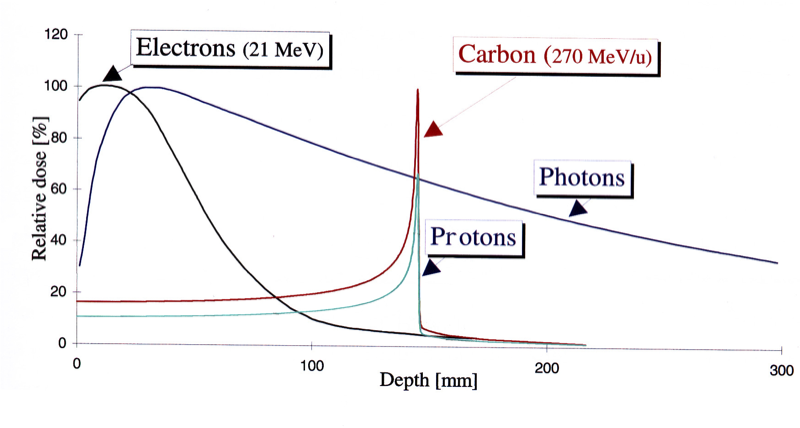 120
Electrons (21 MeV)
Carbon (270 MeV/u)
100
80
Photons
60
Protons
40
20
0
Relative dose [%]
0
100
200
300
Depth [mm]